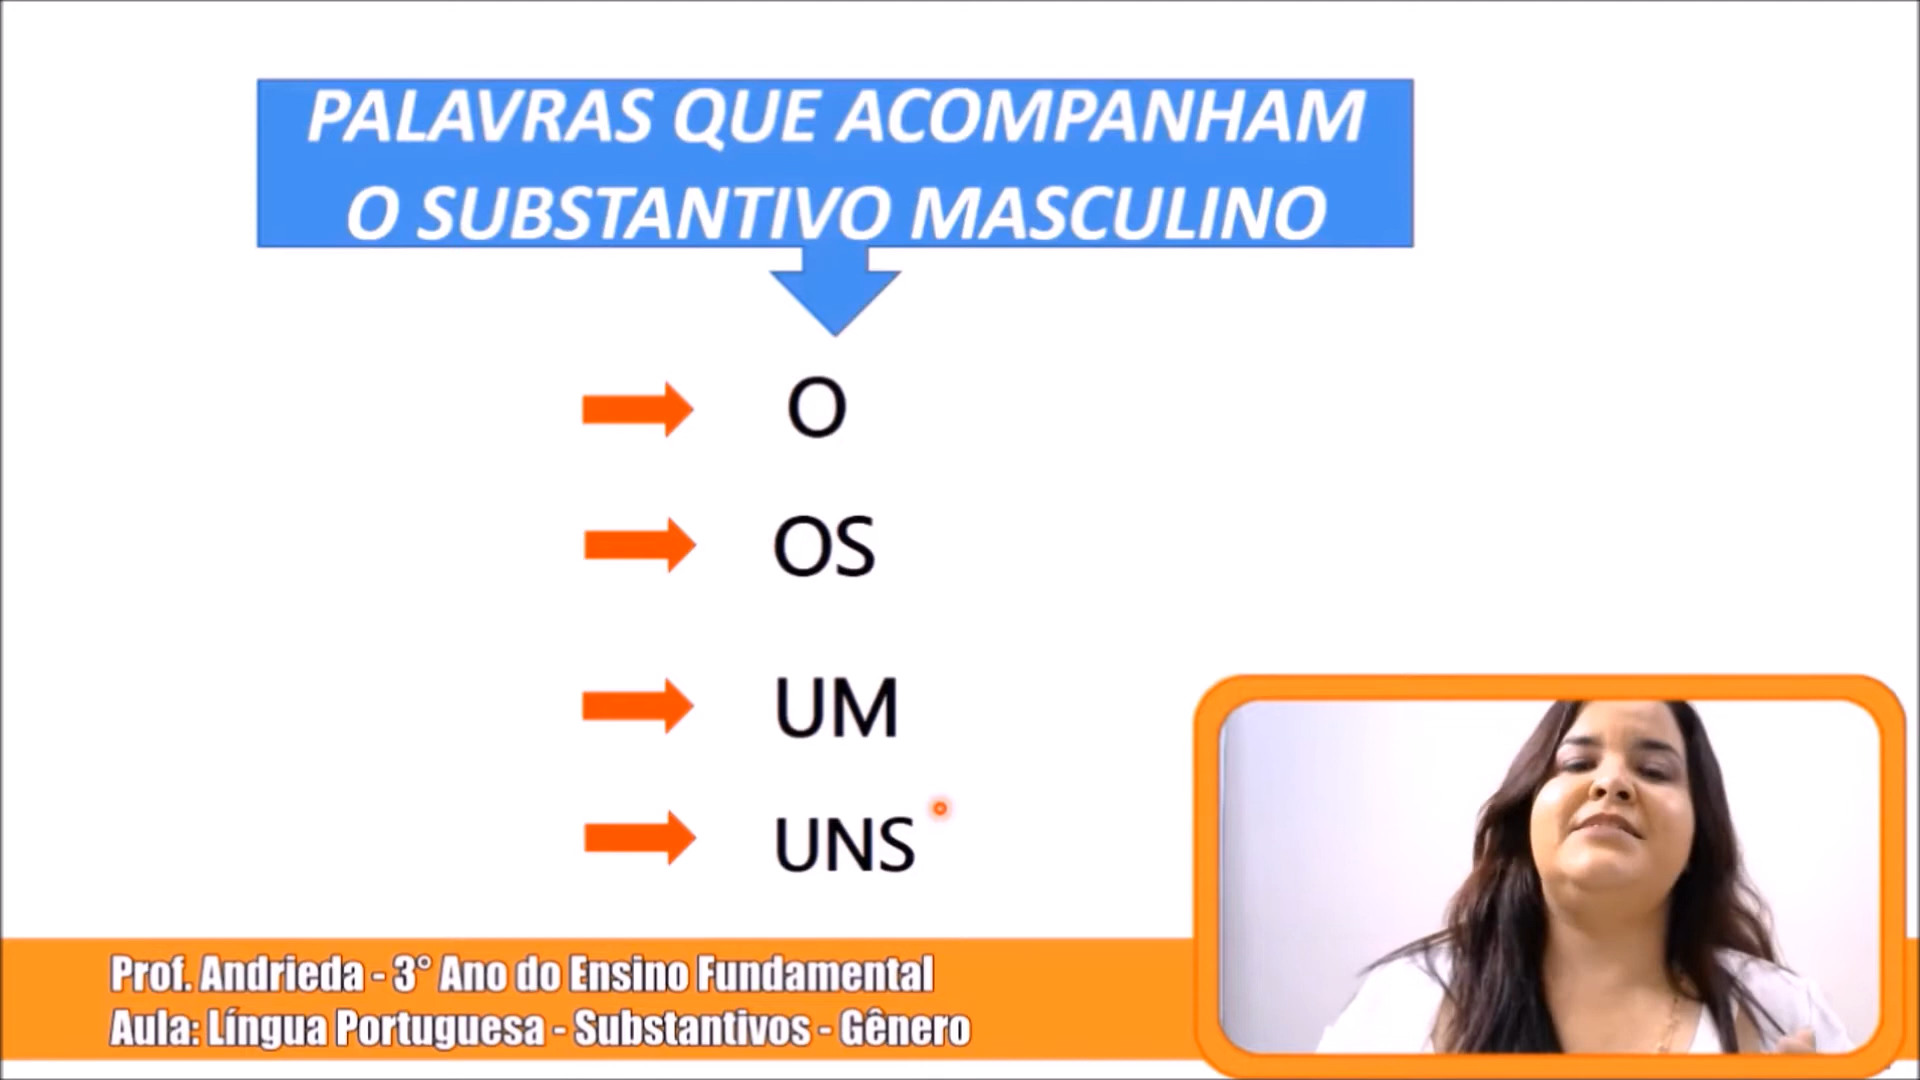 PALAVRAS QUE ACOMPANHAM
O SUBSTANTIVO MASCULINO
O
OS
UM
UNS
Prof. Andrieda - 3° Ano do Ensino Fundamental
Aula: Língua Portuguesa - Substantivos - Gênero